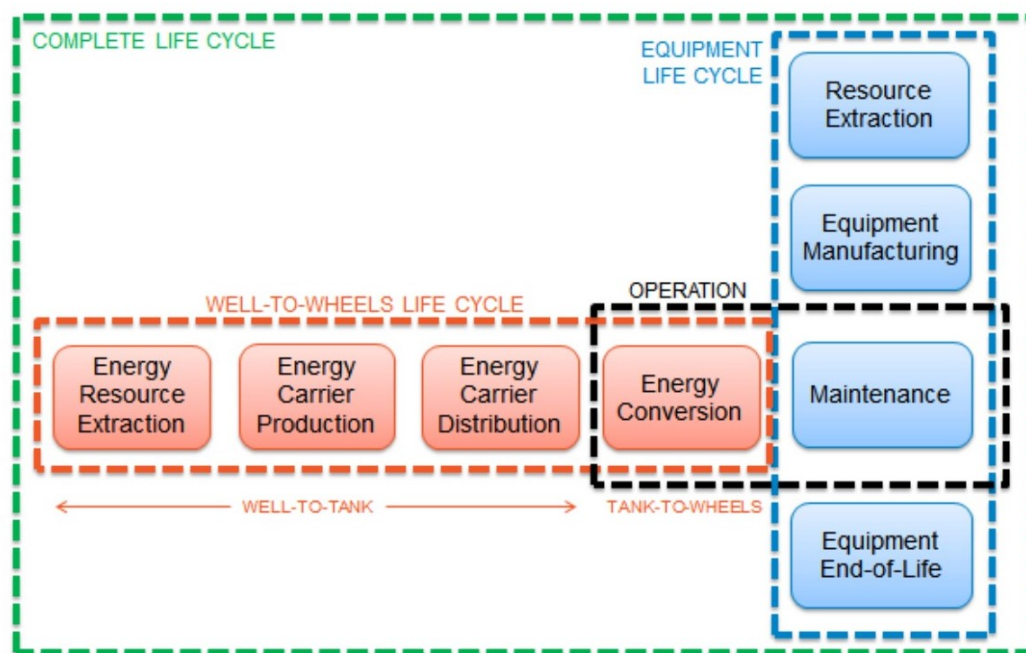 COMPLETE LIFE CYCLE
EQUIPMENT
LIFE CYCLE
Resource
Extraction
Equipment
Manufacturing
WELL-TO-WHEELS LIFE CYCLE
OPERATION
Energy
Resource
Extraction
Energy
Carrier
Production
Energy
Carrier
Distribution
Energy
Conversion
Maintenance
WELL-TO-TANK
TANK-TO-WHEELS
Equipment
End-of-Life